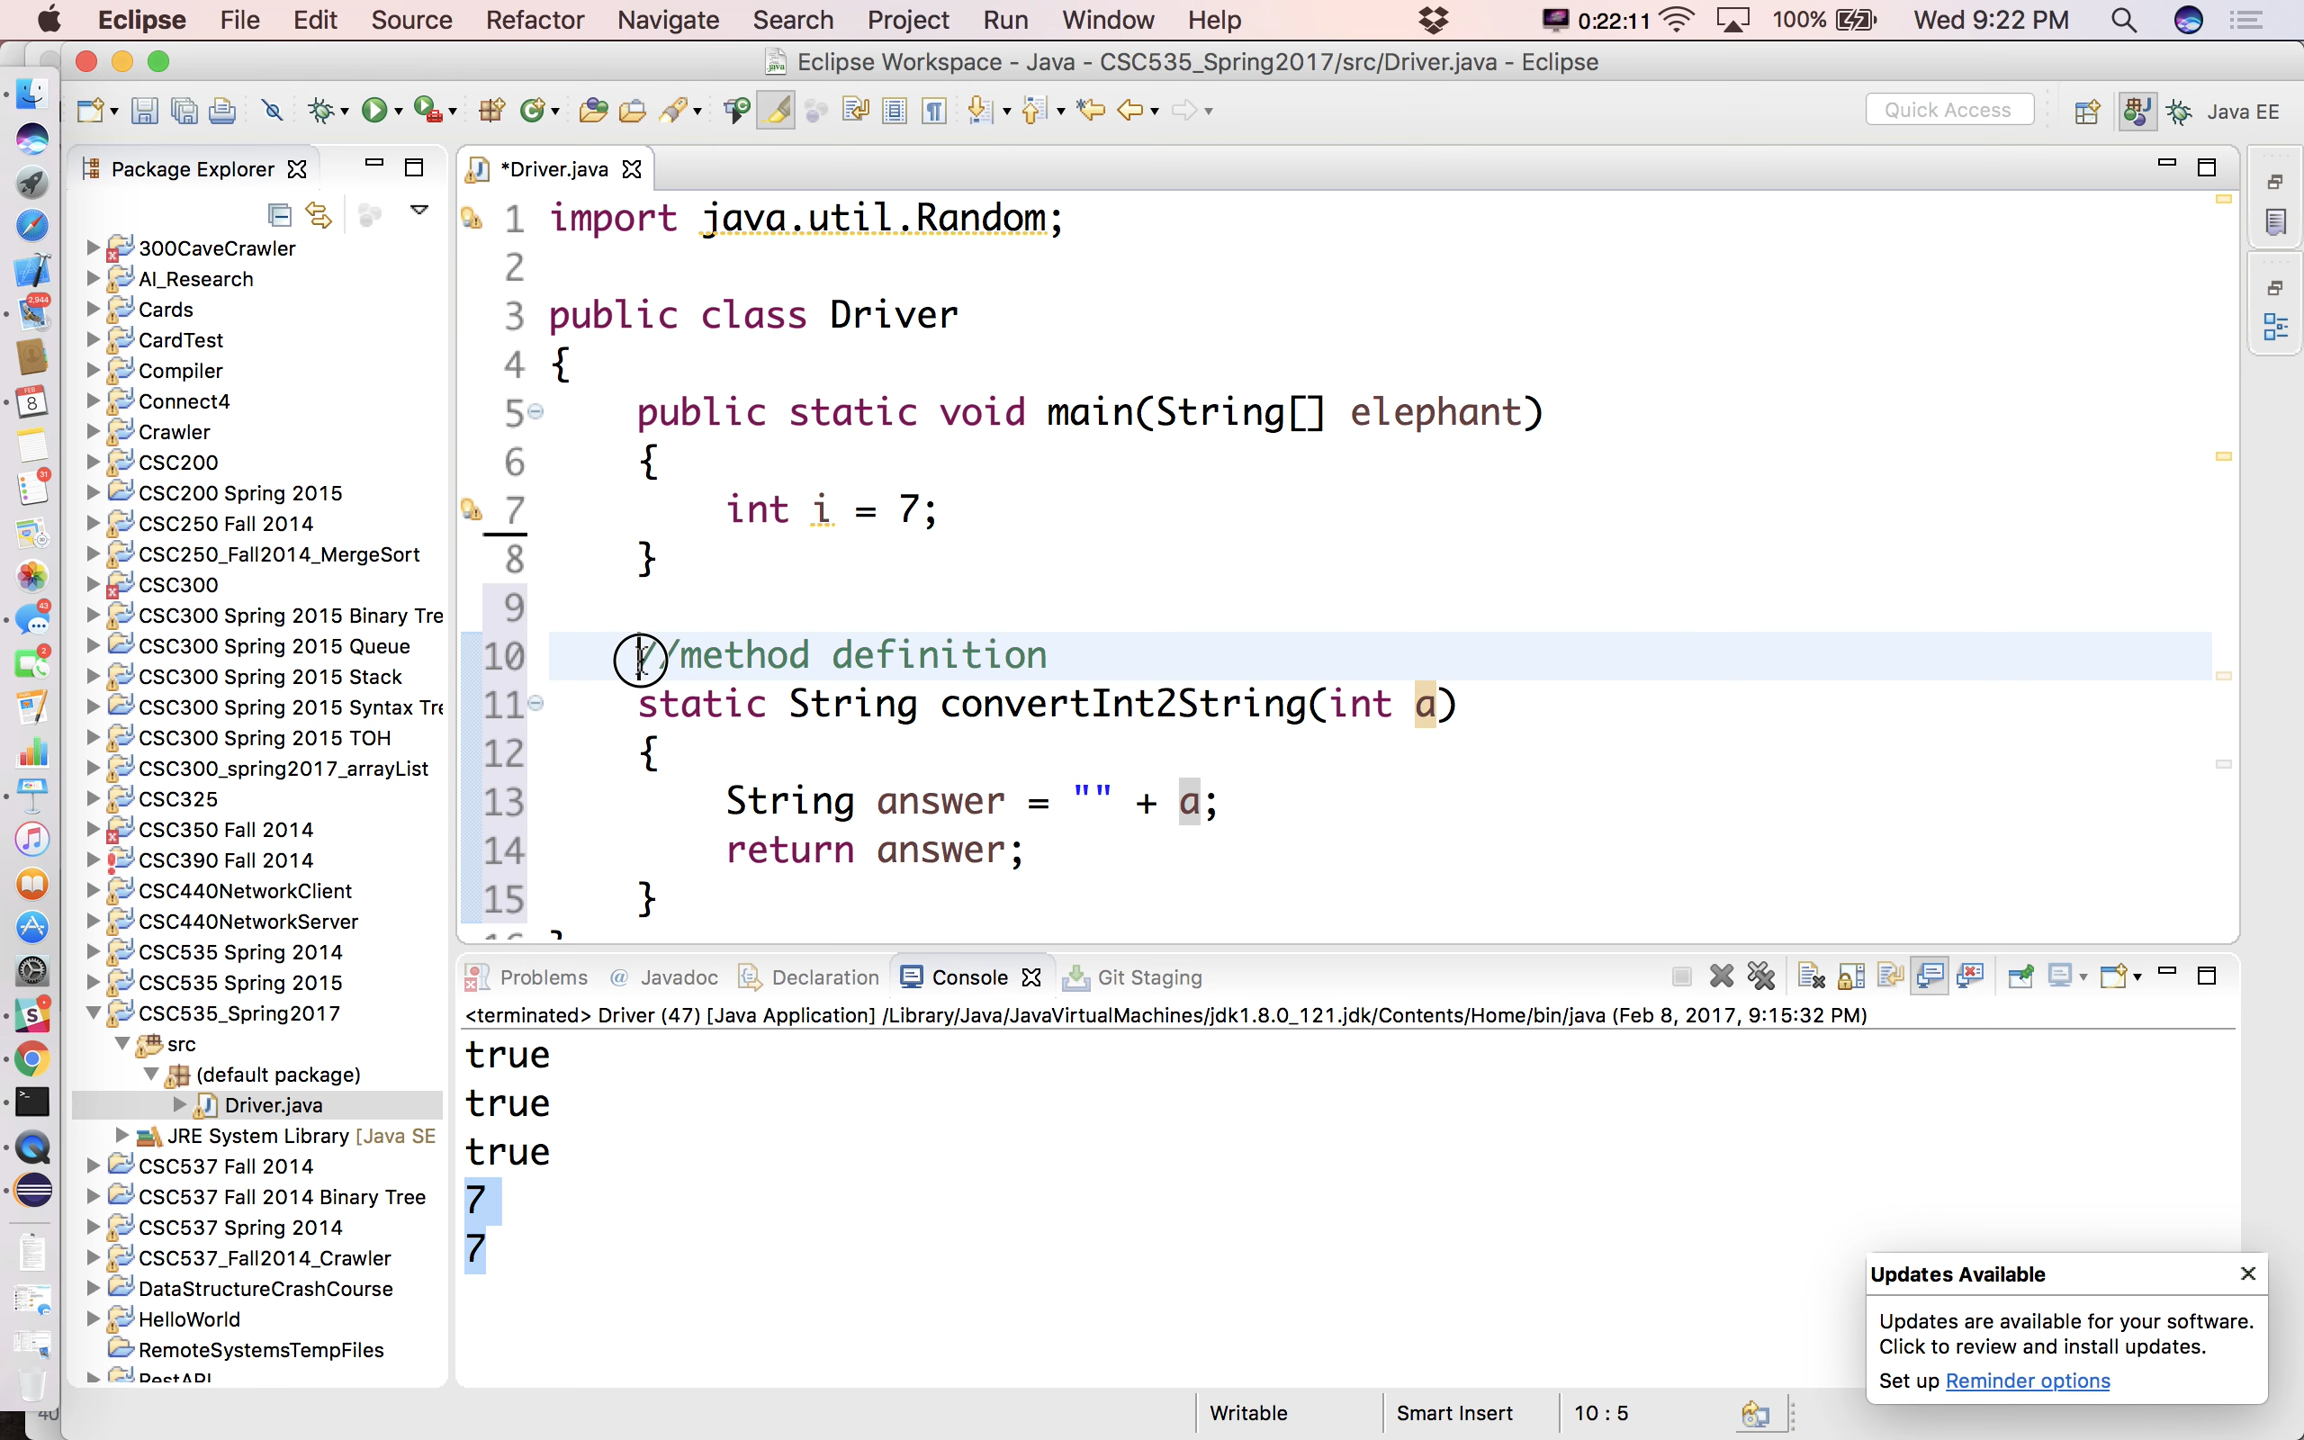 Eclipse File Edit Source Refactor Navigate Search Project Run Window Help 0:22:11 100% Wed 9:22 PM
Eclipse Workspace - Java - CSC535_Spring2017/src/Driver.java - Eclipse
Quick Access
Java EE
Package Explorer
300CaveCrawler
AI_Research
Cards
CardTest
Compiler
Connect4
Crawler
CSC200
CSC200 Spring 2015
CSC250 Fall 2014
CSC250_Fall2014_MergeSort
CSC300
CSC300 Spring 2015 Binary Tre
CSC300 Spring 2015 Queue
CSC300 Spring 2015 Stack
CSC300 Spring 2015 Syntax Tre
CSC300 Spring 2015 TOH
CSC300_spring2017_arrayList
CSC325
CSC350 Fall 2014
CSC390 Fall 2014
CSC440NetworkClient
CSC440NetworkServer
CSC535 Spring 2014
CSC535 Spring 2015
CSC535_Spring2017
src
(default package)
Driver.java
JRE System Library [Java SE
CSC537 Fall 2014
CSC537 Fall 2014 Binary Tree
CSC537 Spring 2014
CSC537_Fall2014_Crawler
DataStructureCrashCourse
HelloWorld
RemoteSystemsTempFiles
RestAPI
*Driver.java
1 import java.util.Random;
2
3 public class Driver
4 {
5 public static void main(String[] elephant)
6 {
7 int i = 7;
8 }
9
10 //method definition
11 static String convertInt2String(int a)
12 {
13 String answer = "" + a;
14 return answer;
15 }
Problems @ Javadoc Declaration Console Git Staging
<terminated> Driver (47) [Java Application] /Library/Java/JavaVirtualMachines/jdk1.8.0_121.jdk/Contents/Home/bin/java (Feb 8, 2017, 9:15:32 PM)
true
true
true
7
7
Updates Available
Updates are available for your software.
Click to review and install updates.
Set up Reminder options
Writable Smart Insert 10 : 5